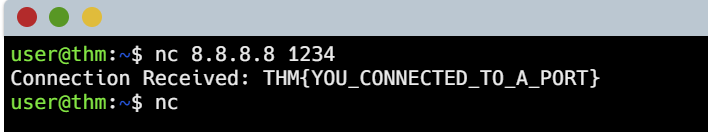 user@thm:~$ nc 8.8.8.8 1234
Connection Received: THM{YOU_CONNECTED_TO_A_PORT}
user@thm:~$ nc